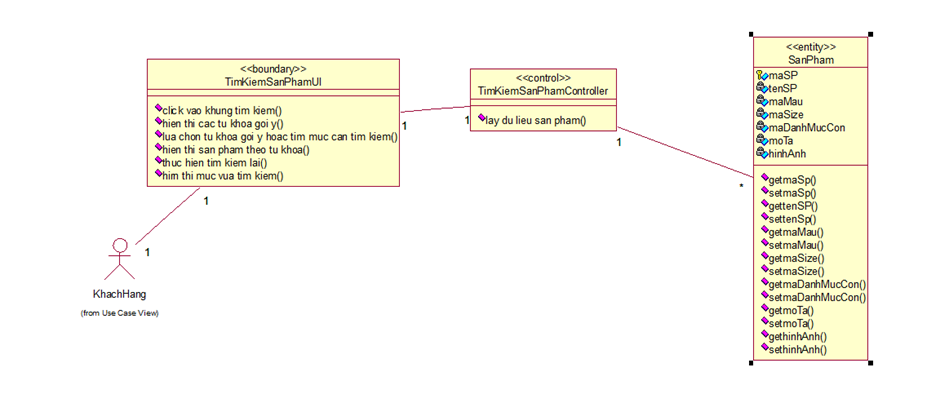 <<boundary>>
TimKiemSanPhamUI
click vao khung tim kiem()
hien thi cac tu khoa goi y()
lua chon tu khoa goi y hoac tim muc can tim kiem()
hien thi san pham theo tu khoa()
thuc hien tim kiem lai()
him thi muc vua tim kiem()
1
1
1
1
KhachHang
(from Use Case View)
<<control>>
TimKiemSanPhamController
lay du lieu san pham()
1
*
<<entity>>
SanPham
maSP
tenSP
maMau
maSize
maDanhMucCon
moTa
hinhAnh
getmaSp()
setmaSp()
gettenSP()
settenSp()
getmaMau()
setmaMau()
getmaSize()
setmaSize()
getmaDanhMucCon()
setmaDanhMucCon()
getmoTa()
setmoTa()
gethinhAnh()
sethinhAnh()